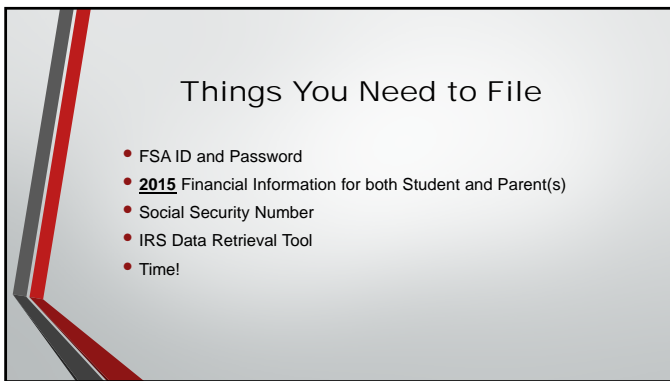 Things You Need to File
• FSA ID and Password
• 2015 Financial Information for both Student and Parent(s)
• Social Security Number
• IRS Data Retrieval Tool
• Time!